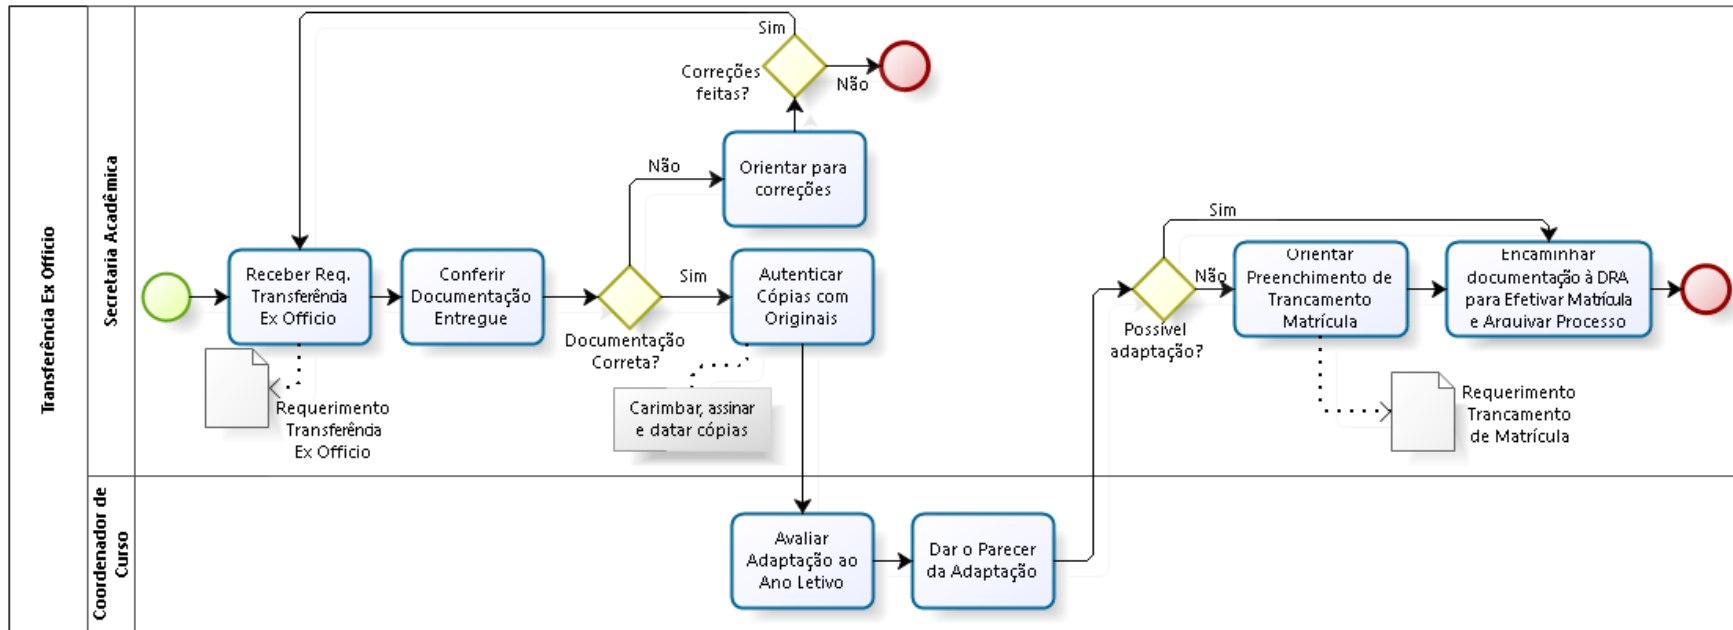 Transferência Ex Officio
Secretaria Acadêmica
Coordenador de
Curso
Sim
Correções
feitas?
Não
Orientar para
correções
Não
Receber Req.
Transferência
Ex Officio
Conferir
Documentação
Entregue
Sim
Documentação
Correta?
Autenticar
Cópias com
Originais
Requerimento
Transferência
Ex Officio
Carimbar, assinar
e datar cópias
Avaliar
Adaptação ao
Ano Letivo
Dar o Parecer
da Adaptação
Sim
Não
Possível
adaptação?
Orientar
Preenchimento de
Trancamento
Matrícula
Encaminhar
documentação à DRA
para Efetivar Matrícula
e Arquivar Processo
Requerimento
Trancamento
de Matrícula